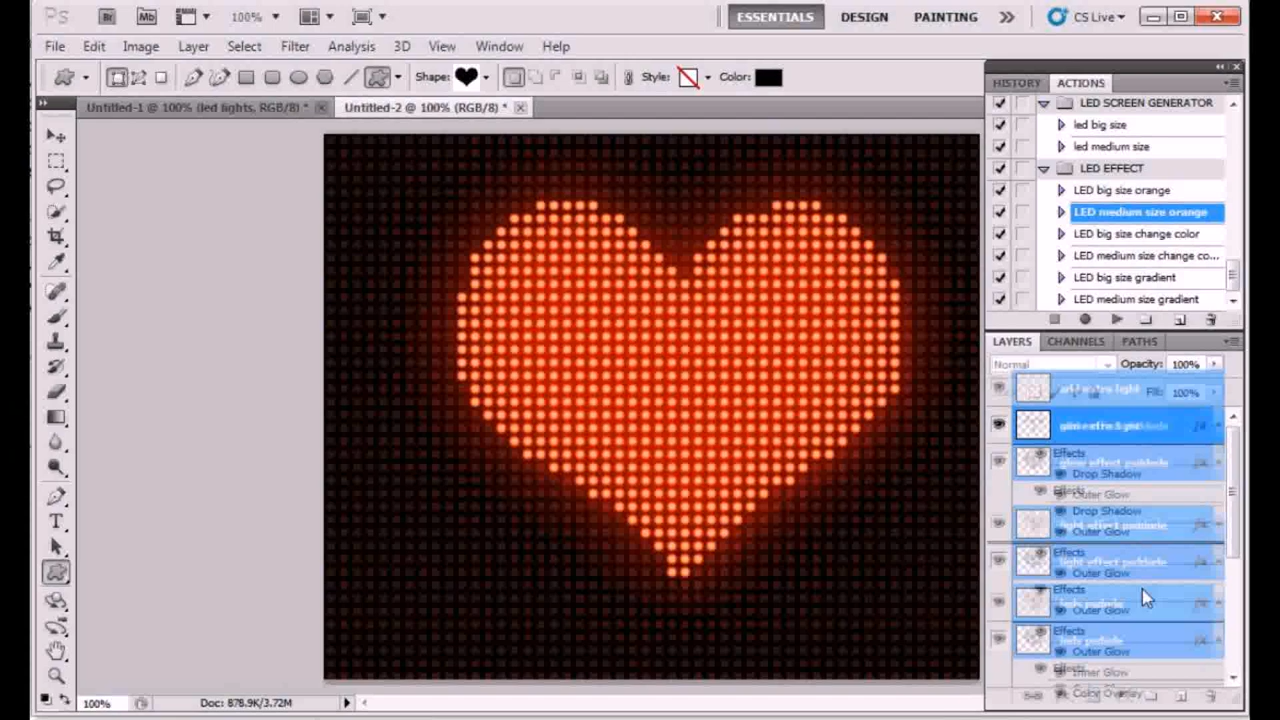 Ps Br Mb 100% ESSENTIALS DESIGN PAINTING CS Live
File Edit Image Layer Select Filter Analysis 3D View Window Help
Shape: Style: Color:
Untitled-1 @ 100% (led lights, RGB/8) *
Untitled-2 @ 100% (RGB/8) *
HISTORY ACTIONS
LED SCREEN GENERATOR
led big size
led medium size
LED EFFECT
LED big size orange
LED medium size orange
LED big size change color
LED medium size change co...
LED big size gradient
LED medium size gradient
LAYERS CHANNELS PATHS
Normal Opacity: 100%
Fill: 100%
Effects
Drop Shadow
Effects
Outer Glow
Drop Shadow
Outer Glow
Effects
Outer Glow
Effects
Outer Glow
Effects
Outer Glow
Effects
Inner Glow
Color Overlay
100% Doc: 878.9K/3.72M